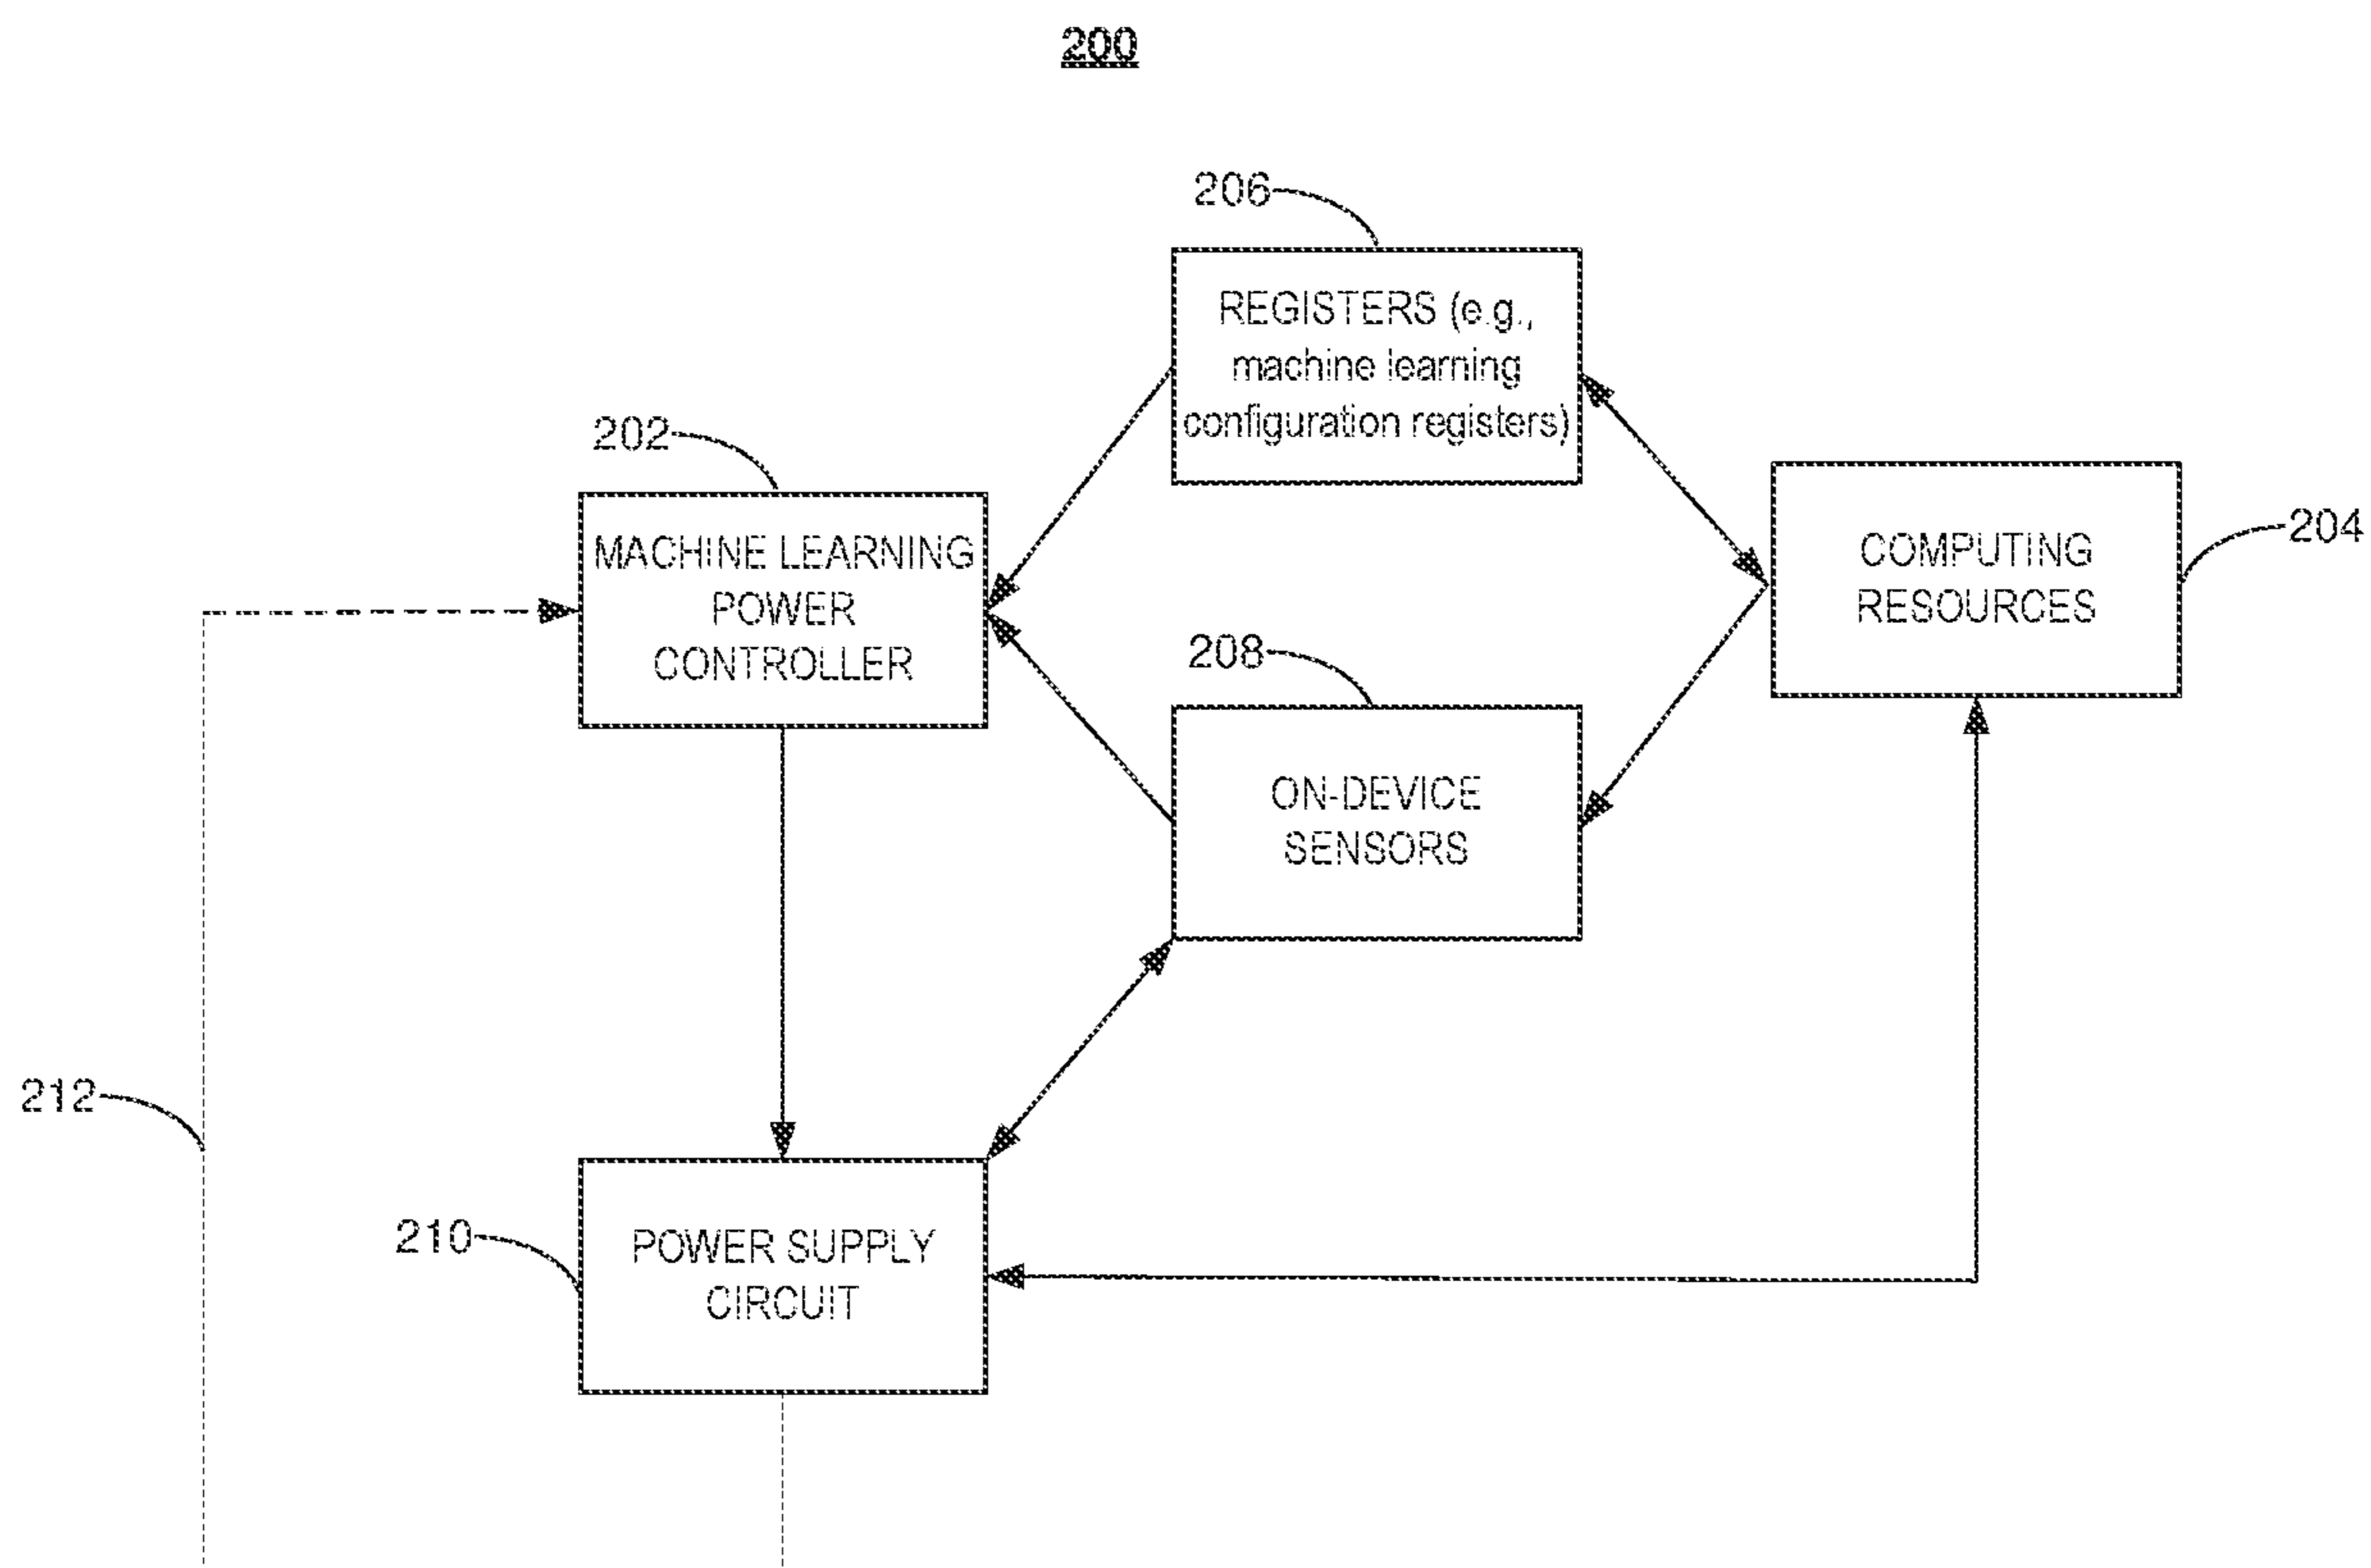 200
206
REGISTERS (e.g.,
machine learning
configuration registers)
202
MACHINE LEARNING
POWER
CONTROLLER
204
COMPUTING
RESOURCES
208
ON-DEVICE
SENSORS
212
210
POWER SUPPLY
CIRCUIT